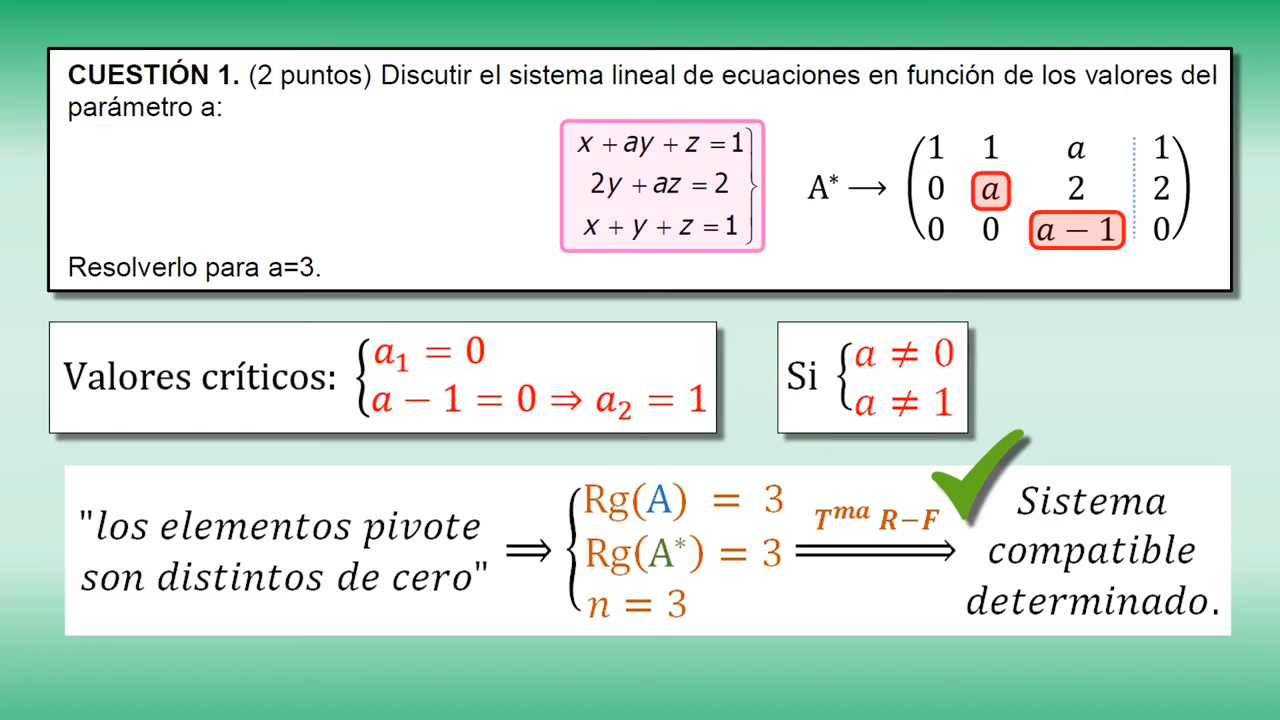 CUESTIÓN 1. (2 puntos) Discutir el sistema lineal de ecuaciones en función de los valores del
parámetro a:
x + ay + z = 1
2y + az = 2
x + y + z = 1
A* ⟶
1 1 a 1
0 a 2 2
0 0 a − 1 0
Resolverlo para a=3.
Valores críticos:
a₁ = 0
a − 1 = 0 ⇒ a₂ = 1
Si
a ≠ 0
a ≠ 1
"los elementos pivote
son distintos de cero"
⇒
Rg(A) = 3
Rg(A*) = 3
n = 3
Tᵐᵃ R−F
Sistema
compatible
determinado.